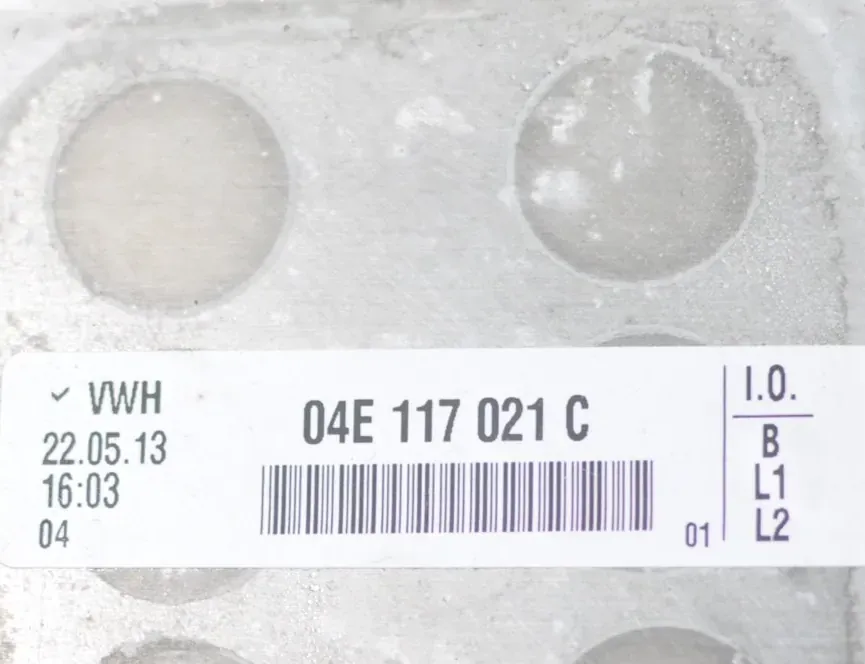 ✓ VWH
22.05.13
16:03
04
04E 117 021 C
01
I.O.
B
L1
L2